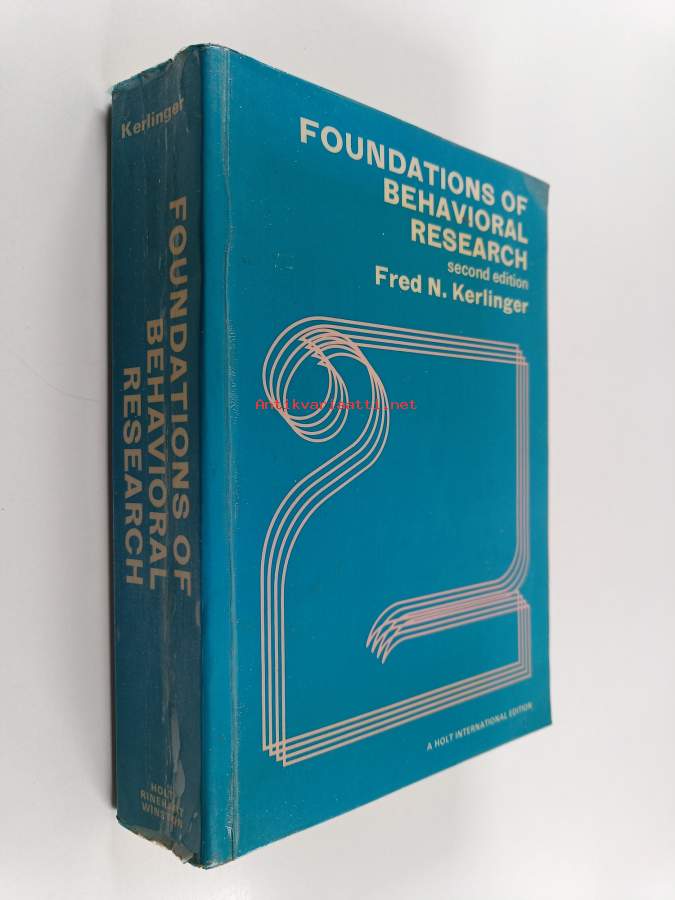 Kerlinger
FOUNDATIONS OF
BEHAVIORAL
RESEARCH
HOLT
RINEHART
WINSTON
FOUNDATIONS OF
BEHAVIORAL
RESEARCH
second edition
Fred N. Kerlinger
Antikvariaatti.net
A HOLT INTERNATIONAL EDITION